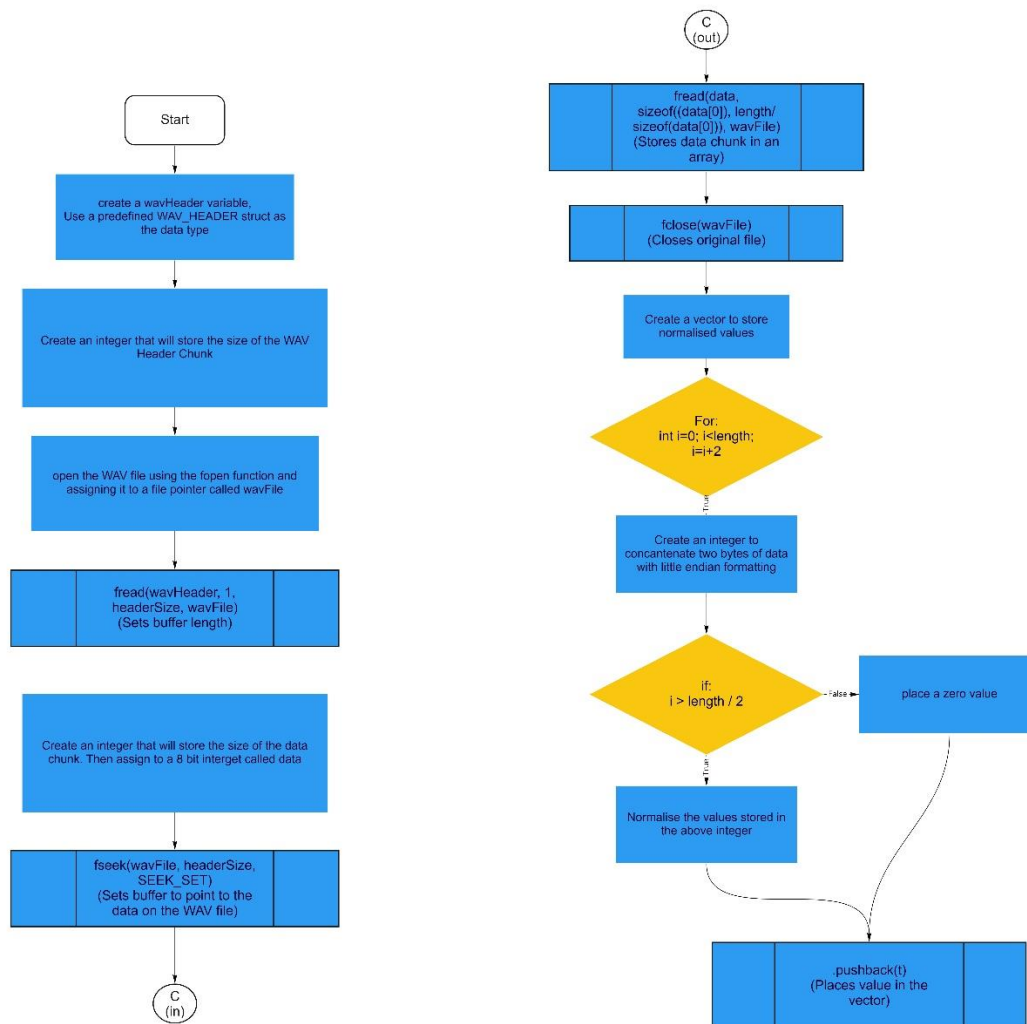 Start
create a wavHeader variable,
Use a predefined WAV_HEADER struct as
the data type
Create an integer that will store the size of the WAV
Header Chunk
open the WAV file using the fopen function and
assigning it to a file pointer called wavFile
fread(wavHeader, 1,
headerSize, wavFile)
(Sets buffer length)
Create an integer that will store the size of the data
chunk. Then assign to a 8 bit interget called data
fseek(wavFile, headerSize,
SEEK_SET)
(Sets buffer to point to the
data on the WAV file)
C
(in)
C
(out)
fread(data,
sizeof((data[0]), length/
sizeof(data[0])), wavFile)
(Stores data chunk in an
array)
fclose(wavFile)
(Closes original file)
Create a vector to store
normalised values
For:
int i=0; i<length;
i=i+2
True
Create an integer to
concantenate two bytes of data
with little endian formatting
if:
i > length / 2
False
place a zero value
True
Normalise the values stored in
the above integer
.pushback(t)
(Places value in the
vector)